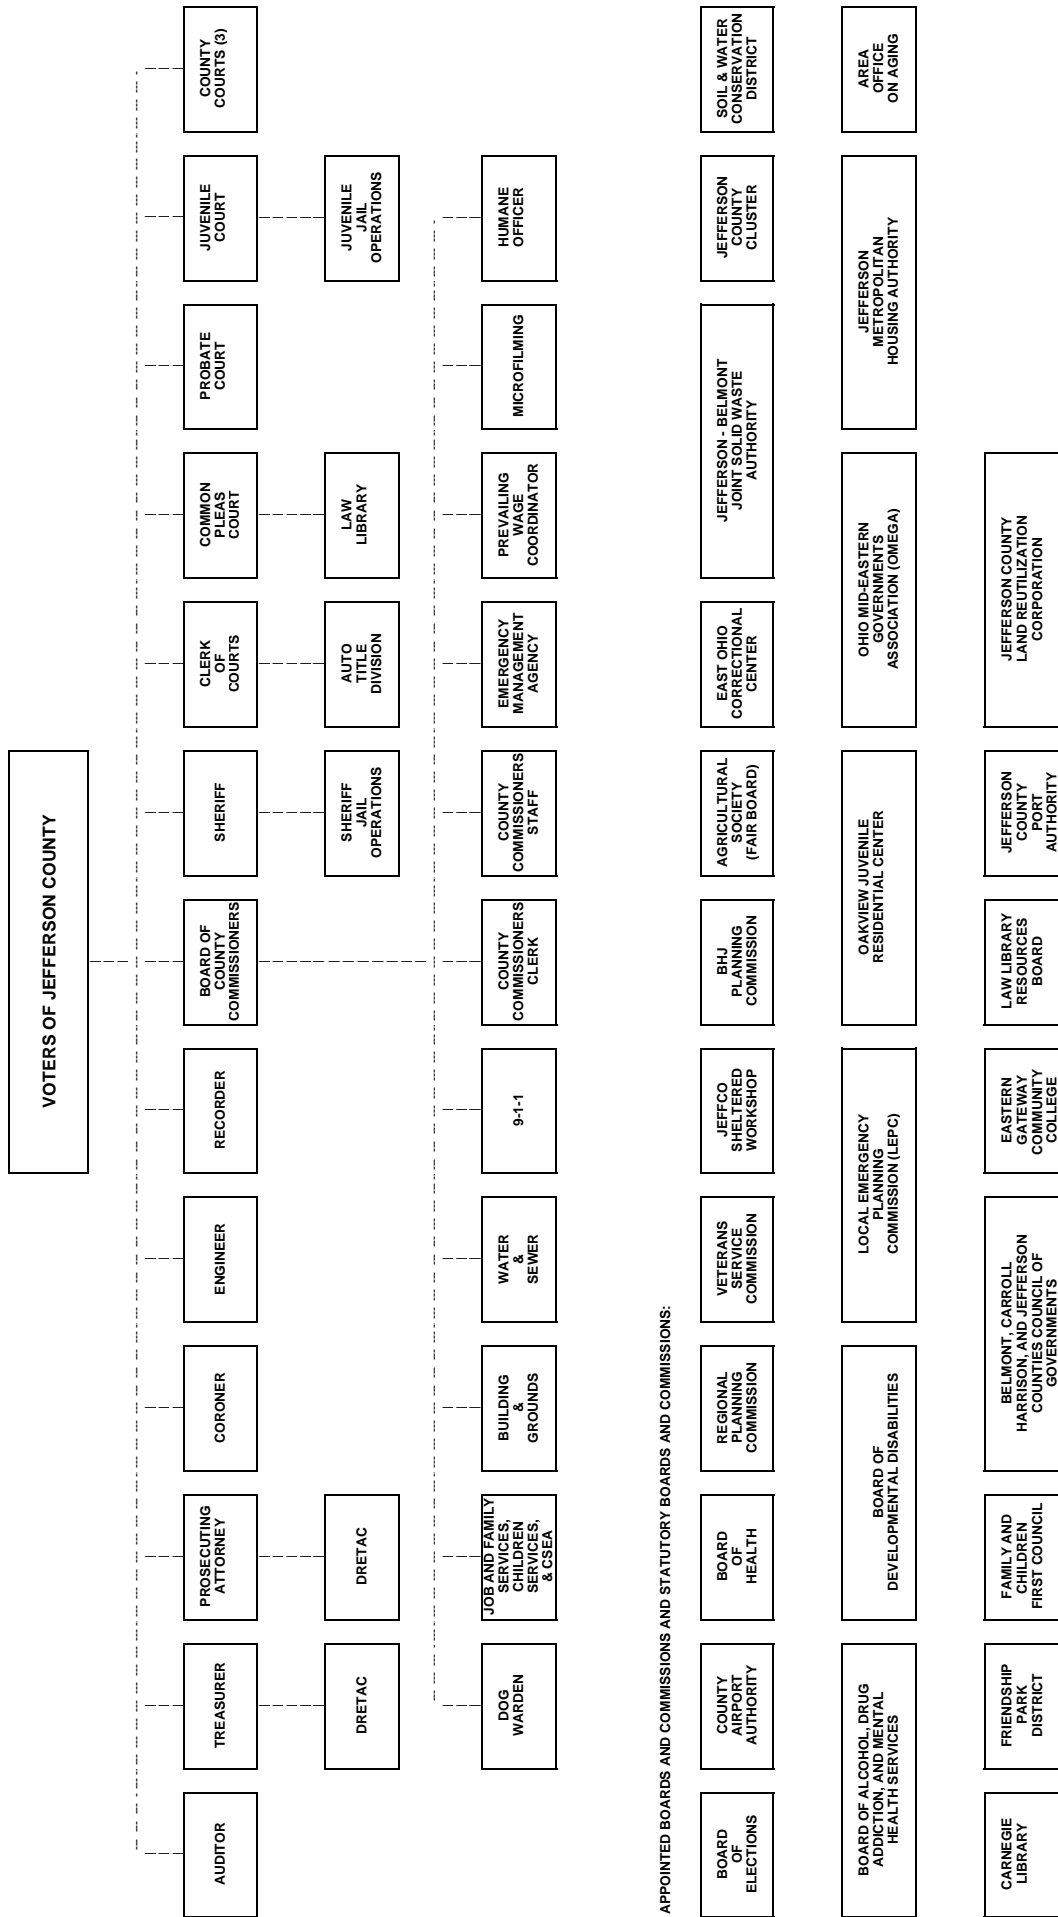 VOTERS OF JEFFERSON COUNTY
AUDITOR
TREASURER
PROSECUTING
ATTORNEY
CORONER
ENGINEER
RECORDER
BOARD OF
COUNTY
COMMISSIONERS
SHERIFF
CLERK
OF
COURTS
COMMON
PLEAS
COURT
PROBATE
COURT
JUVENILE
COURT
COUNTY
COURTS (3)
DRETAC
DRETAC
SHERIFF
JAIL
OPERATIONS
AUTO
TITLE
DIVISION
LAW
LIBRARY
JUVENILE
JAIL
OPERATIONS
DOG
WARDEN
JOB AND FAMILY
SERVICES,
CHILDREN
SERVICES,
& CSEA
BUILDING
&
GROUNDS
WATER
&
SEWER
9-1-1
COUNTY
COMMISSIONERS
CLERK
COUNTY
COMMISSIONERS
STAFF
EMERGENCY
MANAGEMENT
AGENCY
PREVAILING
WAGE
COORDINATOR
MICROFILMING
HUMANE
OFFICER
APPOINTED BOARDS AND COMMISSIONS AND STATUTORY BOARDS AND COMMISSIONS:
BOARD
OF
ELECTIONS
COUNTY
AIRPORT
AUTHORITY
BOARD
OF
HEALTH
REGIONAL
PLANNING
COMMISSION
VETERANS
SERVICE
COMMISSION
JEFFCO
SHELTERED
WORKSHOP
BHJ
PLANNING
COMMISSION
AGRICULTURAL
SOCIETY
(FAIR BOARD)
EAST OHIO
CORRECTIONAL
CENTER
JEFFERSON - BELMONT
JOINT SOLID WASTE
AUTHORITY
JEFFERSON
COUNTY
CLUSTER
SOIL & WATER
CONSERVATION
DISTRICT
BOARD OF ALCOHOL, DRUG
ADDICTION, AND MENTAL
HEALTH SERVICES
BOARD OF
DEVELOPMENTAL DISABILITIES
LOCAL EMERGENCY
PLANNING
COMMISSION (LEPC)
OAKVIEW JUVENILE
RESIDENTIAL CENTER
OHIO MID-EASTERN
GOVERNMENTS
ASSOCIATION (OMEGA)
JEFFERSON
METROPOLITAN
HOUSING AUTHORITY
AREA
OFFICE
ON AGING
CARNEGIE
LIBRARY
FRIENDSHIP
PARK
DISTRICT
FAMILY AND
CHILDREN
FIRST COUNCIL
BELMONT, CARROLL
HARRISON, AND JEFFERSON
COUNTIES COUNCIL OF
GOVERNMENTS
EASTERN
GATEWAY
COMMUNITY
COLLEGE
LAW LIBRARY
RESOURCES
BOARD
JEFFERSON
COUNTY
PORT
AUTHORITY
JEFFERSON COUNTY
LAND REUTILIZATION
CORPORATION